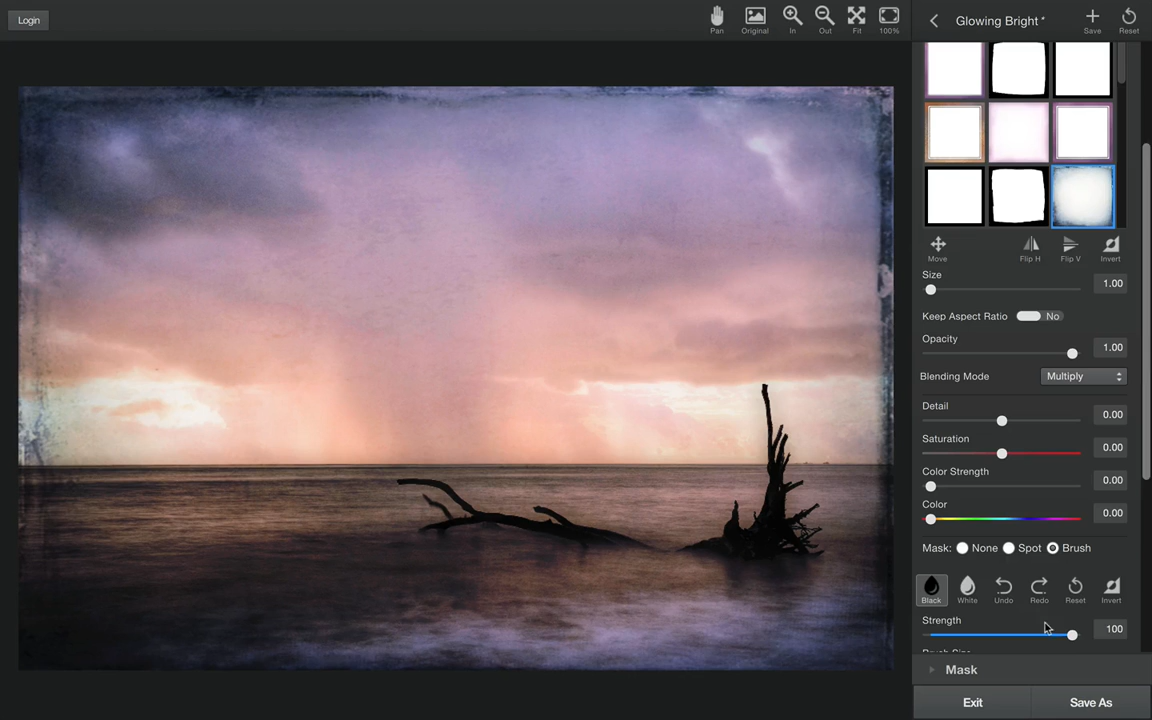 Login
Pan
Original
In
Out
Fit
100%
Glowing Bright *
Save
Reset
Move
Flip H
Flip V
Invert
Size
1.00
Keep Aspect Ratio
No
Opacity
1.00
Blending Mode
Multiply
Detail
0.00
Saturation
0.00
Color Strength
0.00
Color
0.00
Mask: None Spot Brush
Black
White
Undo
Redo
Reset
Invert
Strength
100
Brush Size
Mask
Exit
Save As